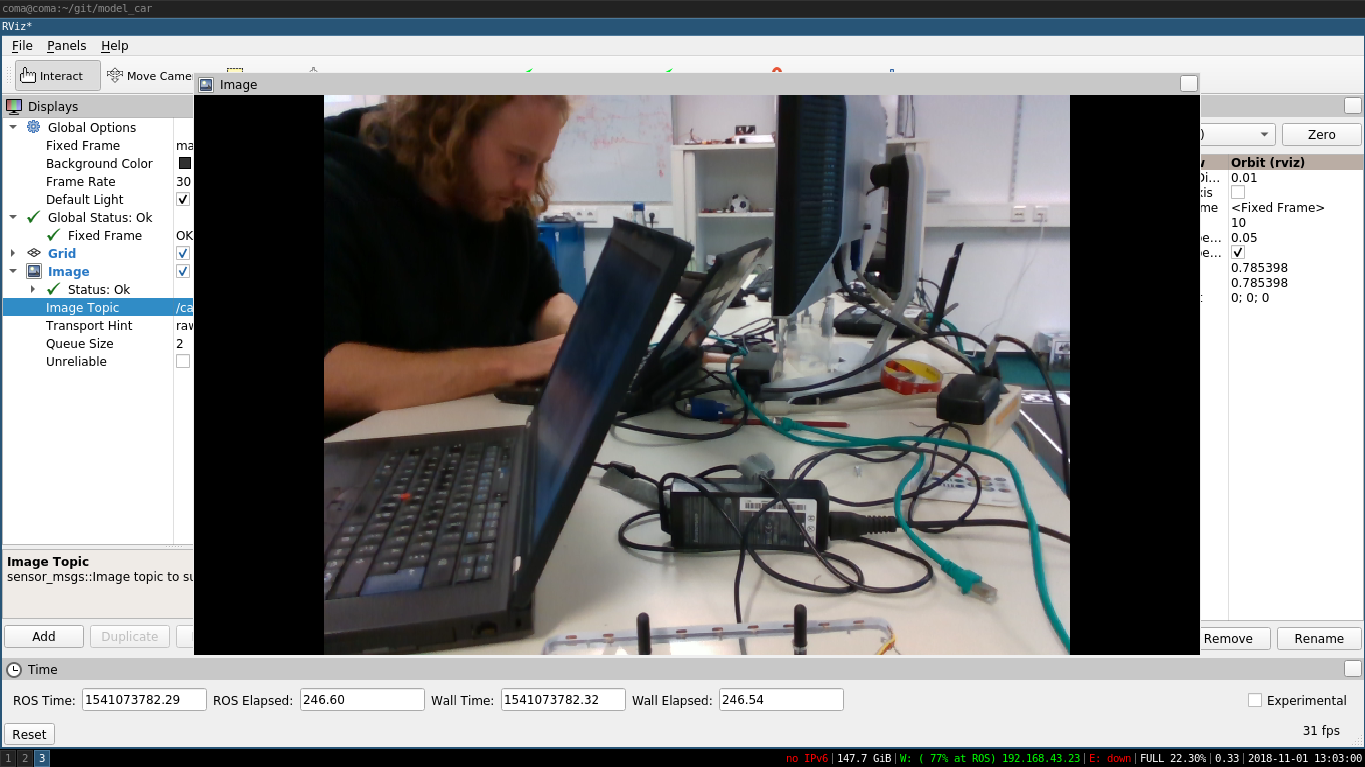 coma@coma:~/git/model_car
RViz*
File Panels Help
Interact Move Came
Image
Displays
Global Options
Fixed Frame ma
Background Color
Frame Rate 30
Default Light
Global Status: Ok
Fixed Frame OK
Grid
Image
Status: Ok
Image Topic /ca
Transport Hint raw
Queue Size 2
Unreliable
Image Topic
sensor_msgs::Image topic to su
Add Duplicate
) Zero
Orbit (rviz)
0.01
<Fixed Frame>
10
0.05
0.785398
0.785398
0; 0; 0
Remove Rename
Time
ROS Time: 1541073782.29 ROS Elapsed: 246.60 Wall Time: 1541073782.32 Wall Elapsed: 246.54 Experimental
Reset 31 fps
1 2 3 no IPv6|147.7 GiB|W: ( 77% at ROS) 192.168.43.23|E: down|FULL 22.30%|0.33|2018-11-01 13:03:00